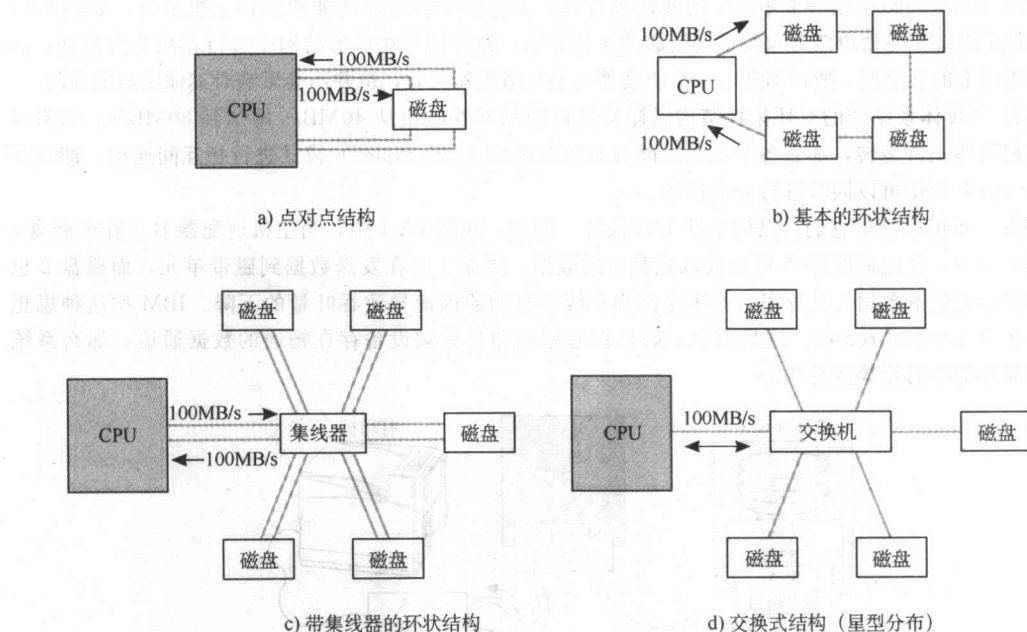 100MB/s
100MB/s
CPU
磁盘
a) 点对点结构
100MB/s
磁盘
磁盘
CPU
100MB/s
磁盘
磁盘
b) 基本的环状结构
磁盘
磁盘
CPU
100MB/s
100MB/s
集线器
磁盘
磁盘
磁盘
c) 带集线器的环状结构
磁盘
磁盘
CPU
100MB/s
交换机
磁盘
磁盘
磁盘
d) 交换式结构（星型分布）